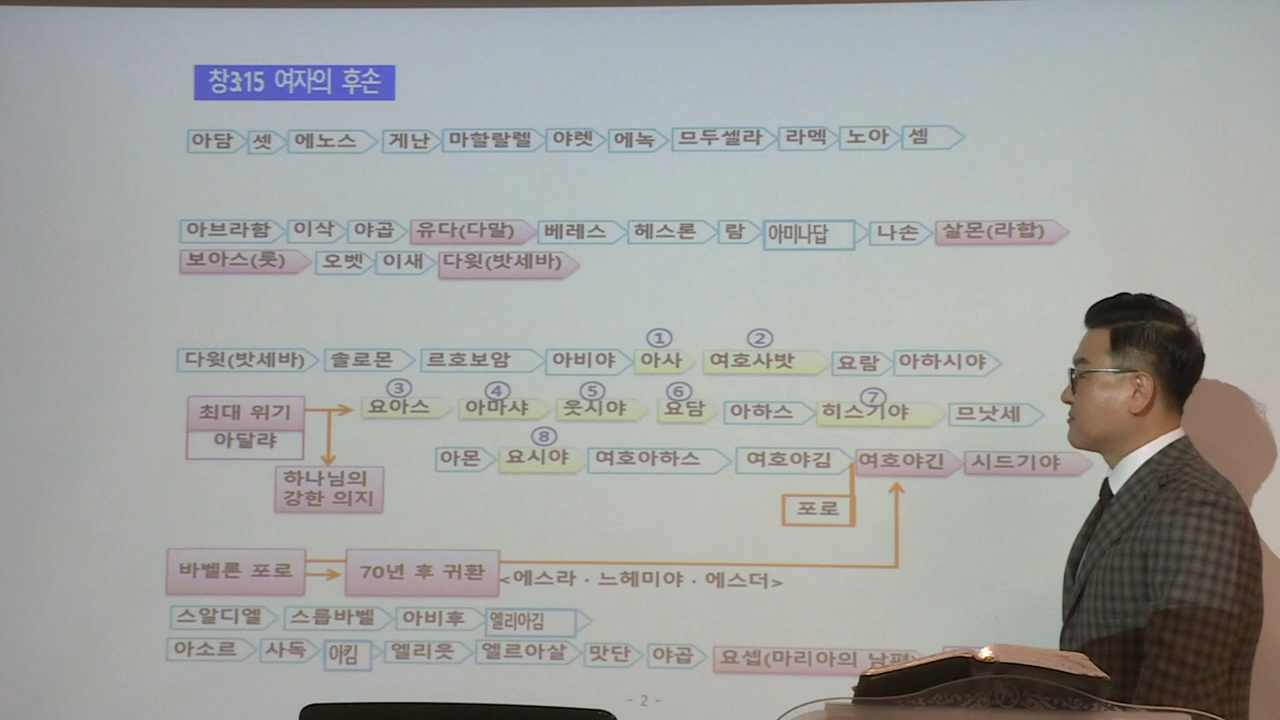 창3:15 여자의 후손
아담 셋 에노스 게난 마할랄렐 야렛 에녹 므두셀라 라멕 노아 셈
아브라함 이삭 야곱 유다(다말) 베레스 헤스론 람 아미나답 나손 살몬(라합)
보아스(룻) 오벳 이새 다윗(밧세바)
① ②
다윗(밧세바) 솔로몬 르호보암 아비야 아사 여호사밧 요람 아하시야
③ ④ ⑤ ⑥ ⑦
최대 위기 요아스 아마샤 웃시야 요담 아하스 히스기야 므낫세
아달랴
⑧
아몬 요시야 여호아하스 여호야김 여호야긴 시드기야
하나님의
강한 의지
포로
바벨론 포로 70년 후 귀환 <에스라 · 느헤미야 · 에스더>
스알디엘 스룹바벨 아비후 엘리아김
아소르 사독 아킴 엘리웃 엘르아살 맛단 야곱 요셉(마리아의 남편)
- 2 -